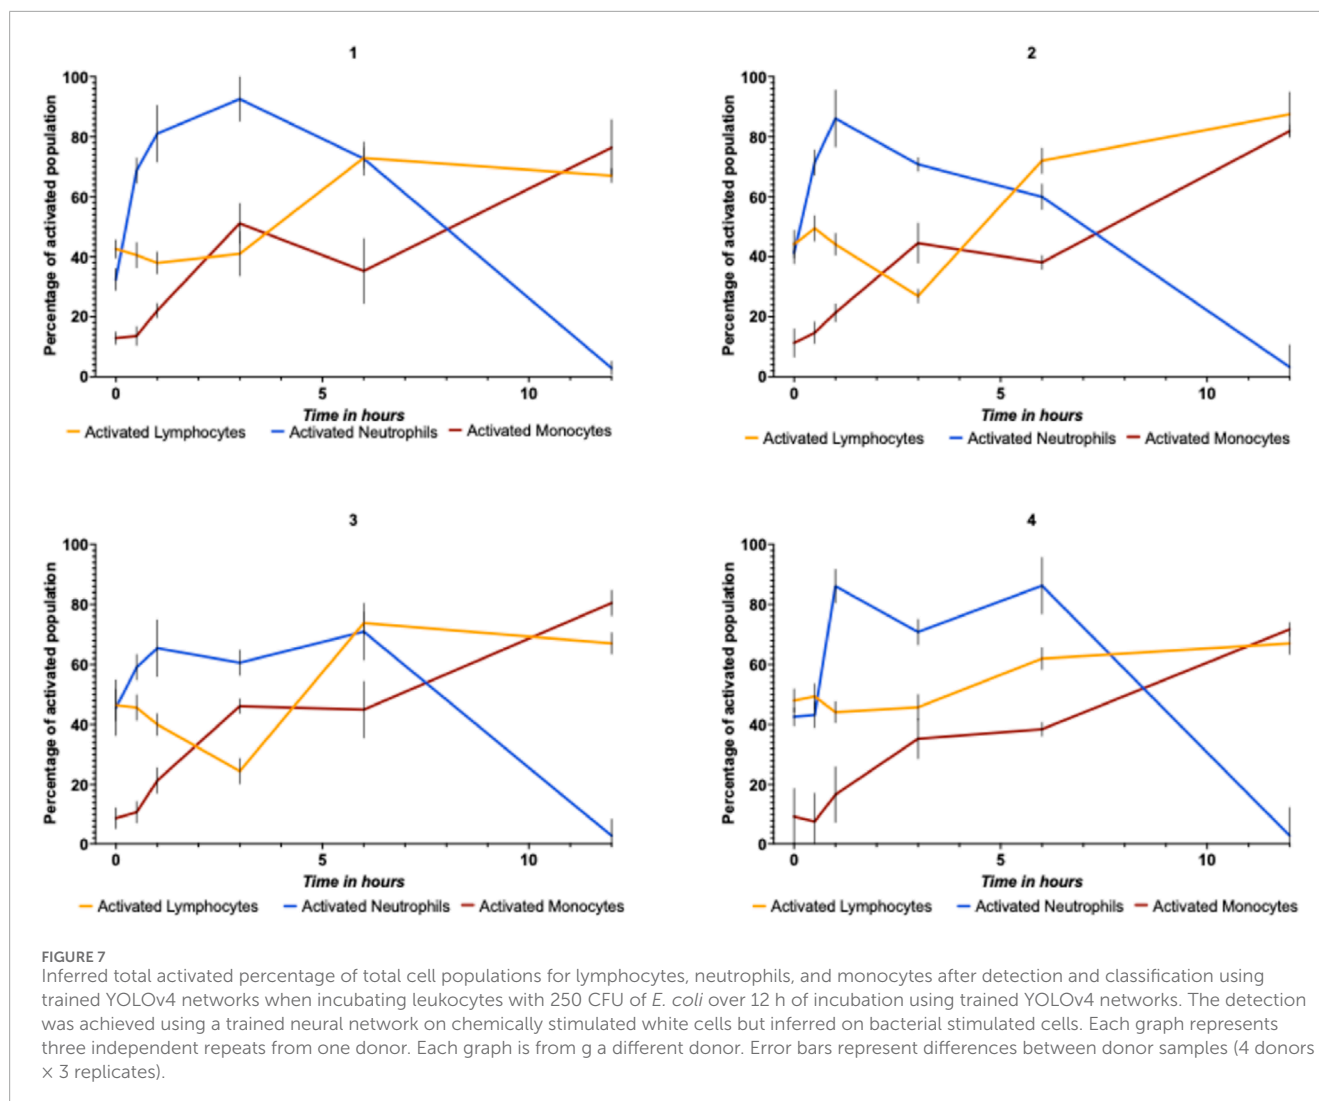 1
Percentage of activated population
100
80
60
40
20
0
0 5 10
Time in hours
Activated Lymphocytes Activated Neutrophils Activated Monocytes
2
Percentage of activated population
100
80
60
40
20
0
0 5 10
Time in hours
Activated Lymphocytes Activated Neutrophils Activated Monocytes
3
Percentage of activated population
100
80
60
40
20
0
0 5 10
Time in hours
Activated Lymphocytes Activated Neutrophils Activated Monocytes
4
Percentage of activated population
100
80
60
40
20
0
0 5 10
Time in hours
Activated Lymphocytes Activated Neutrophils Activated Monocytes
FIGURE 7
Inferred total activated percentage of total cell populations for lymphocytes, neutrophils, and monocytes after detection and classification using
trained YOLOv4 networks when incubating leukocytes with 250 CFU of E. coli over 12 h of incubation using trained YOLOv4 networks. The detection
was achieved using a trained neural network on chemically stimulated white cells but inferred on bacterial stimulated cells. Each graph represents
three independent repeats from one donor. Each graph is from g a different donor. Error bars represent differences between donor samples (4 donors
× 3 replicates).